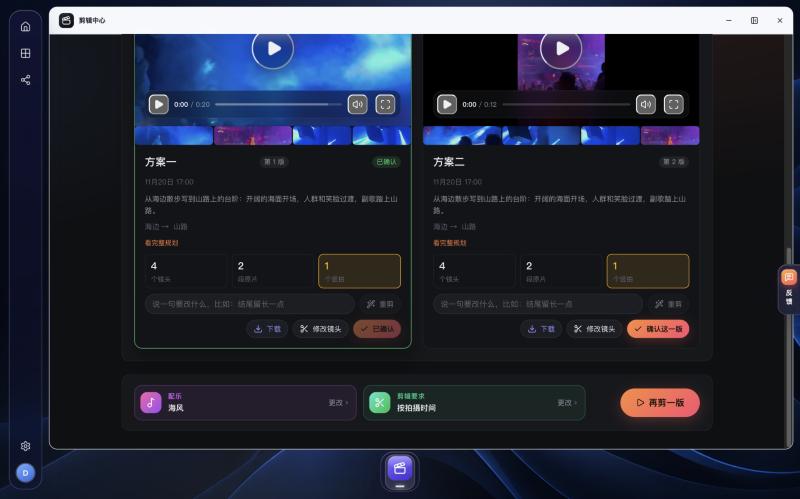 剪辑中心
0:00 / 0:20
0:00 / 0:12
方案一
第 1 版
已确认
11月20日 17:00
从海边散步写到山路上的台阶：开阔的海面开场，人群和笑脸过渡，副歌踏上山路。
海边 → 山路
看完整规划
4
个镜头
2
段原片
1
说一句要改什么，比如：结尾留长一点
重剪
下载
修改镜头
已确认
方案二
第 2 版
11月20日 17:00
从海边散步写到山路上的台阶：开阔的海面开场，人群和笑脸过渡，副歌踏上山路。
海边 → 山路
看完整规划
4
个镜头
2
段原片
1
说一句要改什么，比如：结尾留长一点
重剪
下载
修改镜头
确认这一版
配乐
海风
更改 ›
剪辑要求
按拍摄时间
更改 ›
再剪一版
反馈
D